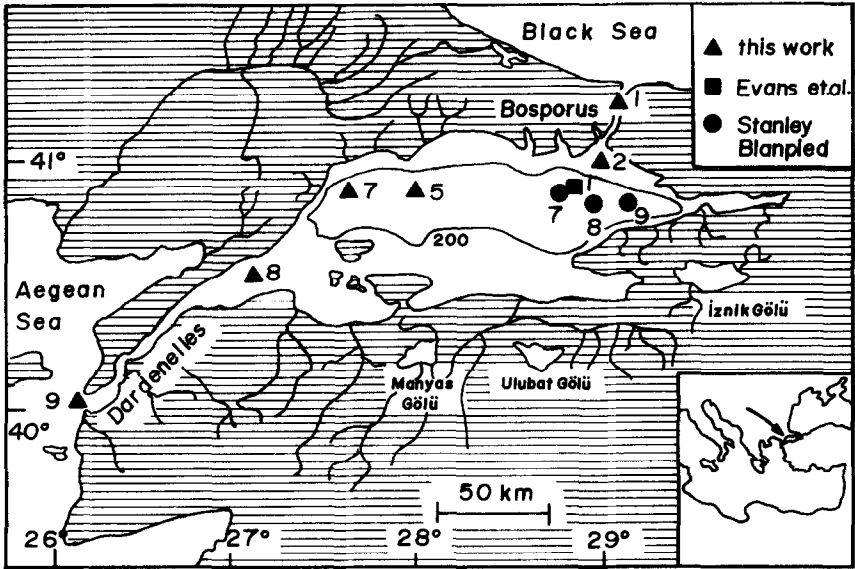 Black Sea
▲ this work
■ Evans et.al.
● Stanley
Blanpied
Bosporus
1
2
41°
7
5
1
7
8
9
200
8
Aegean
Sea
İznik Gölü
Dardenelles
Manyas
Gölü
Ulubat Gölü
9
40°
50 km
26°
27°
28°
29°